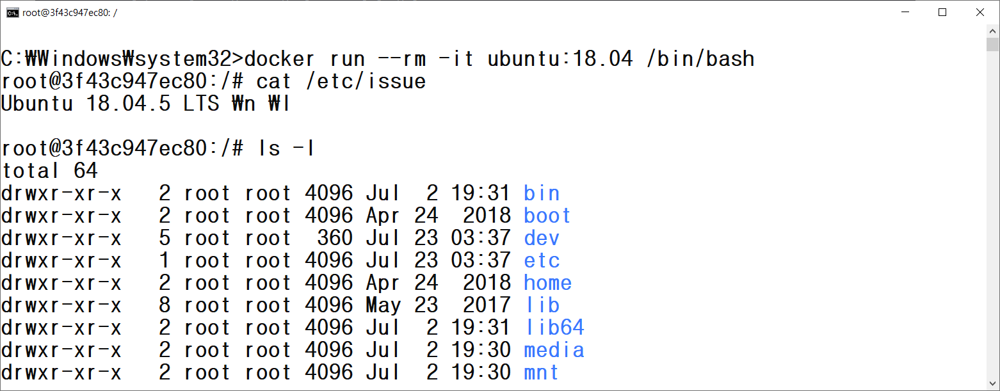 root@3f43c947ec80: /
C:₩Windows₩system32>docker run --rm -it ubuntu:18.04 /bin/bash
root@3f43c947ec80:/# cat /etc/issue
Ubuntu 18.04.5 LTS ₩n ₩l
root@3f43c947ec80:/# ls -l
total 64
drwxr-xr-x   2 root root 4096 Jul  2 19:31 bin
drwxr-xr-x   2 root root 4096 Apr 24  2018 boot
drwxr-xr-x   5 root root  360 Jul 23 03:37 dev
drwxr-xr-x   1 root root 4096 Jul 23 03:37 etc
drwxr-xr-x   2 root root 4096 Apr 24  2018 home
drwxr-xr-x   8 root root 4096 May 23  2017 lib
drwxr-xr-x   2 root root 4096 Jul  2 19:31 lib64
drwxr-xr-x   2 root root 4096 Jul  2 19:30 media
drwxr-xr-x   2 root root 4096 Jul  2 19:30 mnt